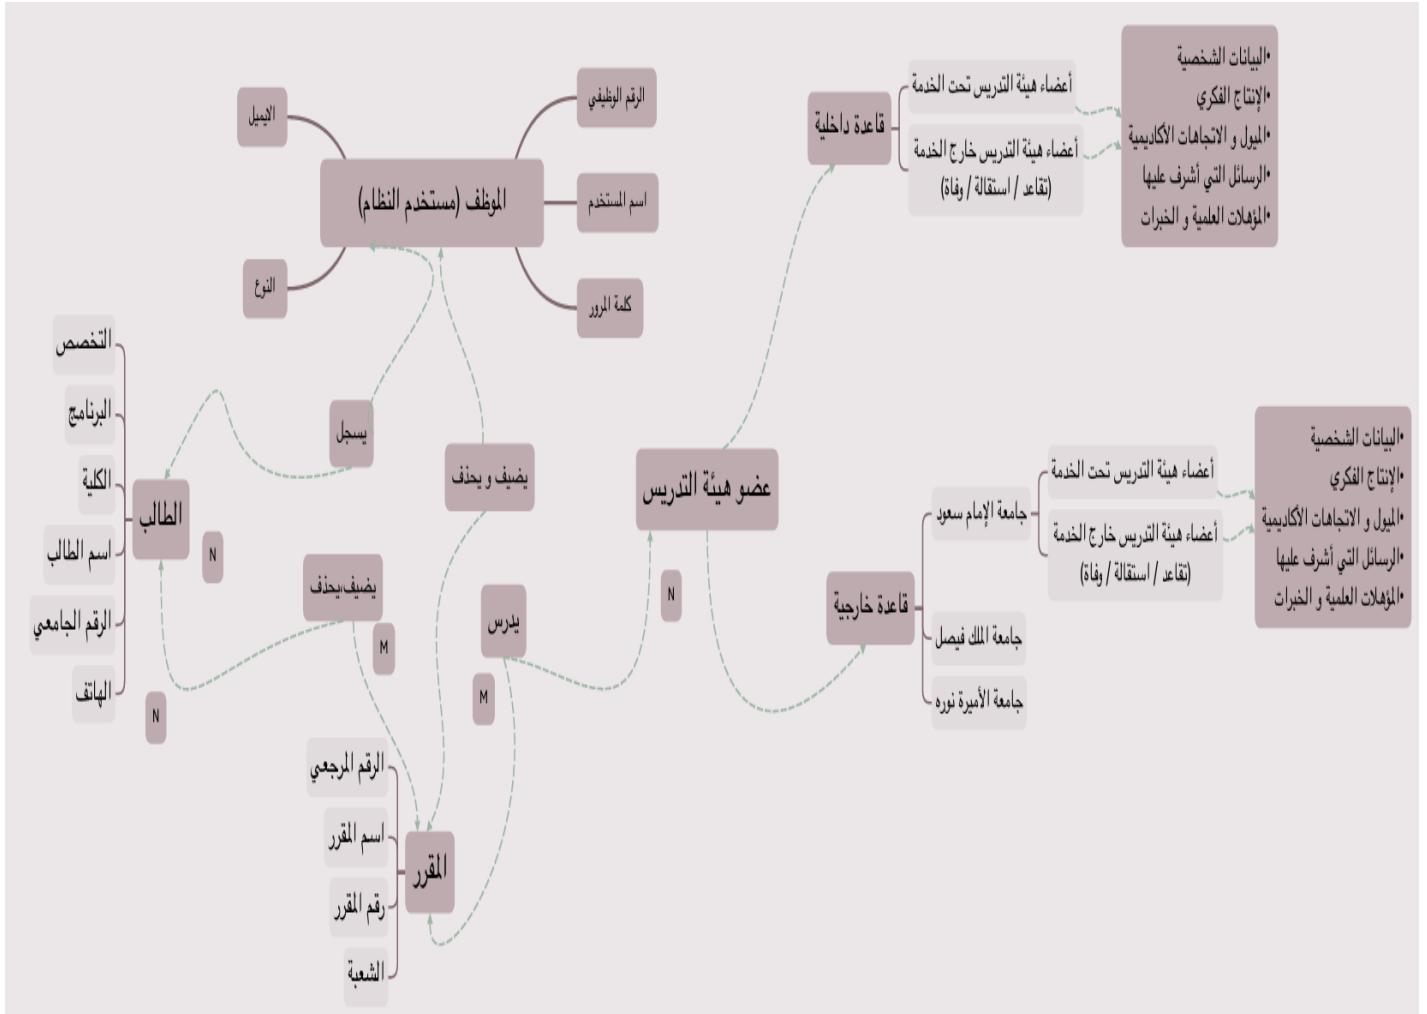 الايميل
الرقم الوظيفي
الموظف (مستخدم النظام)
اسم المستخدم
النوع
كلمة المرور
قاعدة داخلية
أعضاء هيئة التدريس تحت الخدمة
أعضاء هيئة التدريس خارج الخدمة
(تقاعد / استقالة / وفاة)
•البيانات الشخصية
•الإنتاج الفكري
•الميول و الاتجاهات الأكاديمية
•الرسائل التي أشرف عليها
•المؤهلات العلمية و الخبرات
يسجل
يضيف و يحذف
عضو هيئة التدريس
الطالب
التخصص
البرنامج
الكلية
اسم الطالب
الرقم الجامعي
الهاتف
N
يضيف،يحذف
M
N
يدرس
M
N
قاعدة خارجية
جامعة الإمام سعود
جامعة الملك فيصل
جامعة الأميرة نوره
أعضاء هيئة التدريس تحت الخدمة
أعضاء هيئة التدريس خارج الخدمة
(تقاعد / استقالة / وفاة)
•البيانات الشخصية
•الإنتاج الفكري
•الميول و الاتجاهات الأكاديمية
•الرسائل التي أشرف عليها
•المؤهلات العلمية و الخبرات
المقرر
الرقم المرجعي
اسم المقرر
رقم المقرر
الشعبة